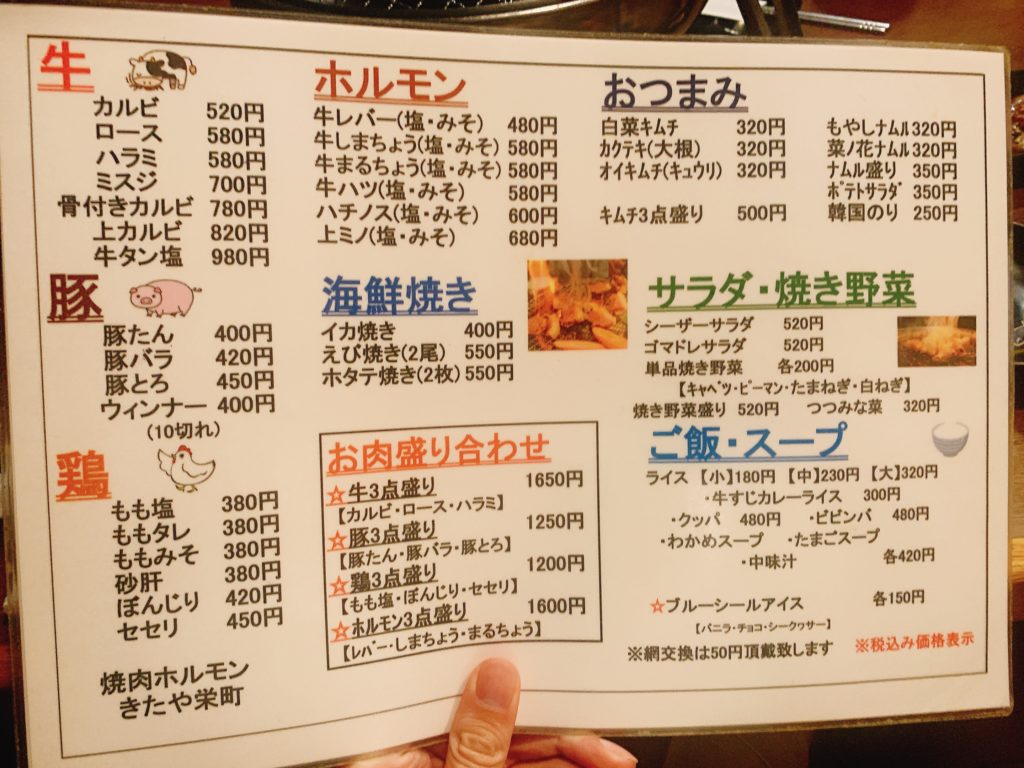 牛
カルビ 520円
ロース 580円
ハラミ 580円
ミスジ 700円
骨付きカルビ 780円
上カルビ 820円
牛タン塩 980円
豚
豚たん 400円
豚バラ 420円
豚とろ 450円
ウィンナー 400円
(10切れ)
鶏
もも塩 380円
ももタレ 380円
ももみそ 380円
砂肝 380円
ぼんじり 420円
セセリ 450円
焼肉ホルモン
きたや栄町
ホルモン
牛レバー(塩・みそ) 480円
牛しまちょう(塩・みそ) 580円
牛まるちょう(塩・みそ) 580円
牛ハツ(塩・みそ) 580円
ハチノス(塩・みそ) 600円
上ミノ(塩・みそ) 680円
海鮮焼き
イカ焼き 400円
えび焼き(2尾) 550円
ホタテ焼き(2枚) 550円
お肉盛り合わせ
☆牛3点盛り 1650円
【カルビ・ロース・ハラミ】
☆豚3点盛り 1250円
【豚たん・豚バラ・豚とろ】
☆鶏3点盛り 1200円
【もも塩・ぼんじり・セセリ】
☆ホルモン3点盛り 1600円
【ﾚﾊﾞｰ・しまちょう・まるちょう】
おつまみ
白菜キムチ 320円
カクテキ(大根) 320円
オイキムチ(キュウリ) 320円
キムチ3点盛り 500円
もやしナムル 320円
菜ノ花ナムル 320円
ナムル盛り 350円
ポテトサラダ 350円
韓国のり 250円
サラダ・焼き野菜
シーザーサラダ 520円
ゴマドレサラダ 520円
単品焼き野菜 各200円
【キャベツ・ピーマン・たまねぎ・白ねぎ】
焼き野菜盛り 520円 つつみな菜 320円
ご飯・スープ
ライス 【小】180円 【中】230円 【大】320円
・牛すじカレーライス 300円
・クッパ 480円 ・ビビンバ 480円
・わかめスープ ・たまごスープ
・中味汁 各420円
☆ブルーシールアイス 各150円
【バニラ・チョコ・シークヮサー】
※網交換は50円頂戴致します ※税込み価格表示